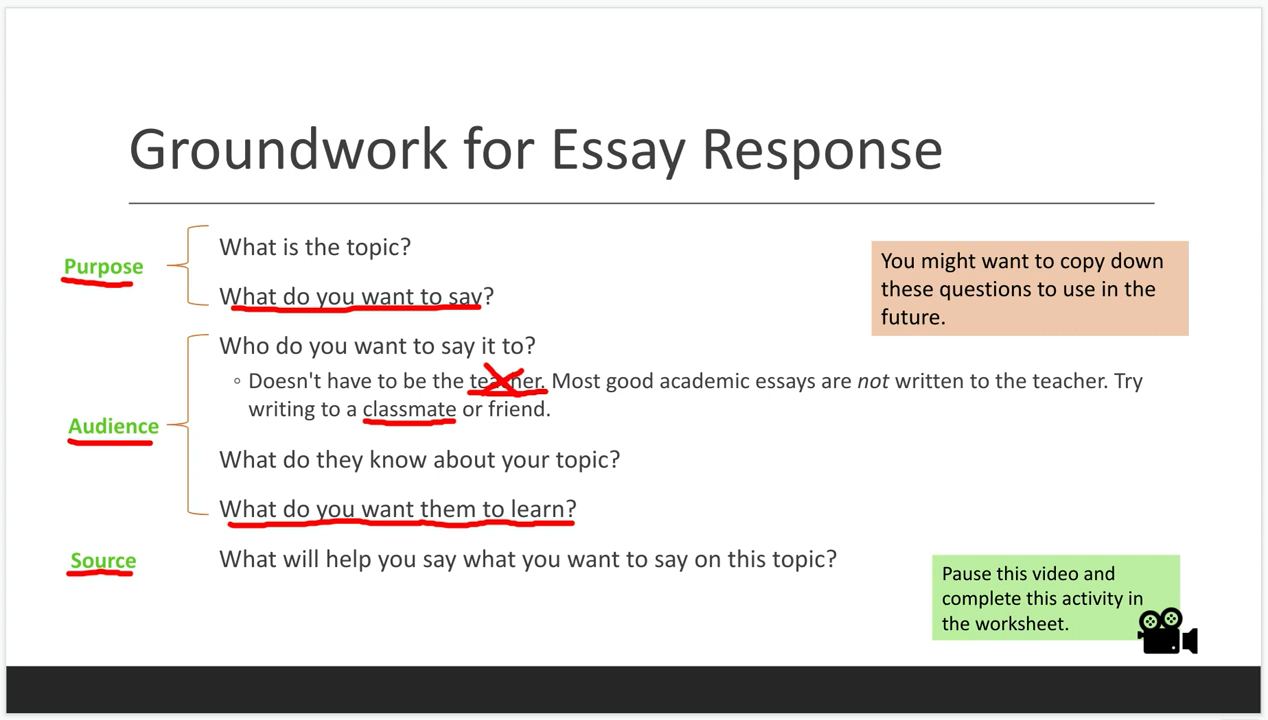 Groundwork for Essay Response
Purpose
What is the topic?
What do you want to say?
You might want to copy down
these questions to use in the
future.
Audience
Who do you want to say it to?
Doesn't have to be the teacher. Most good academic essays are not written to the teacher. Try
writing to a classmate or friend.
What do they know about your topic?
What do you want them to learn?
Source
What will help you say what you want to say on this topic?
Pause this video and
complete this activity in
the worksheet.